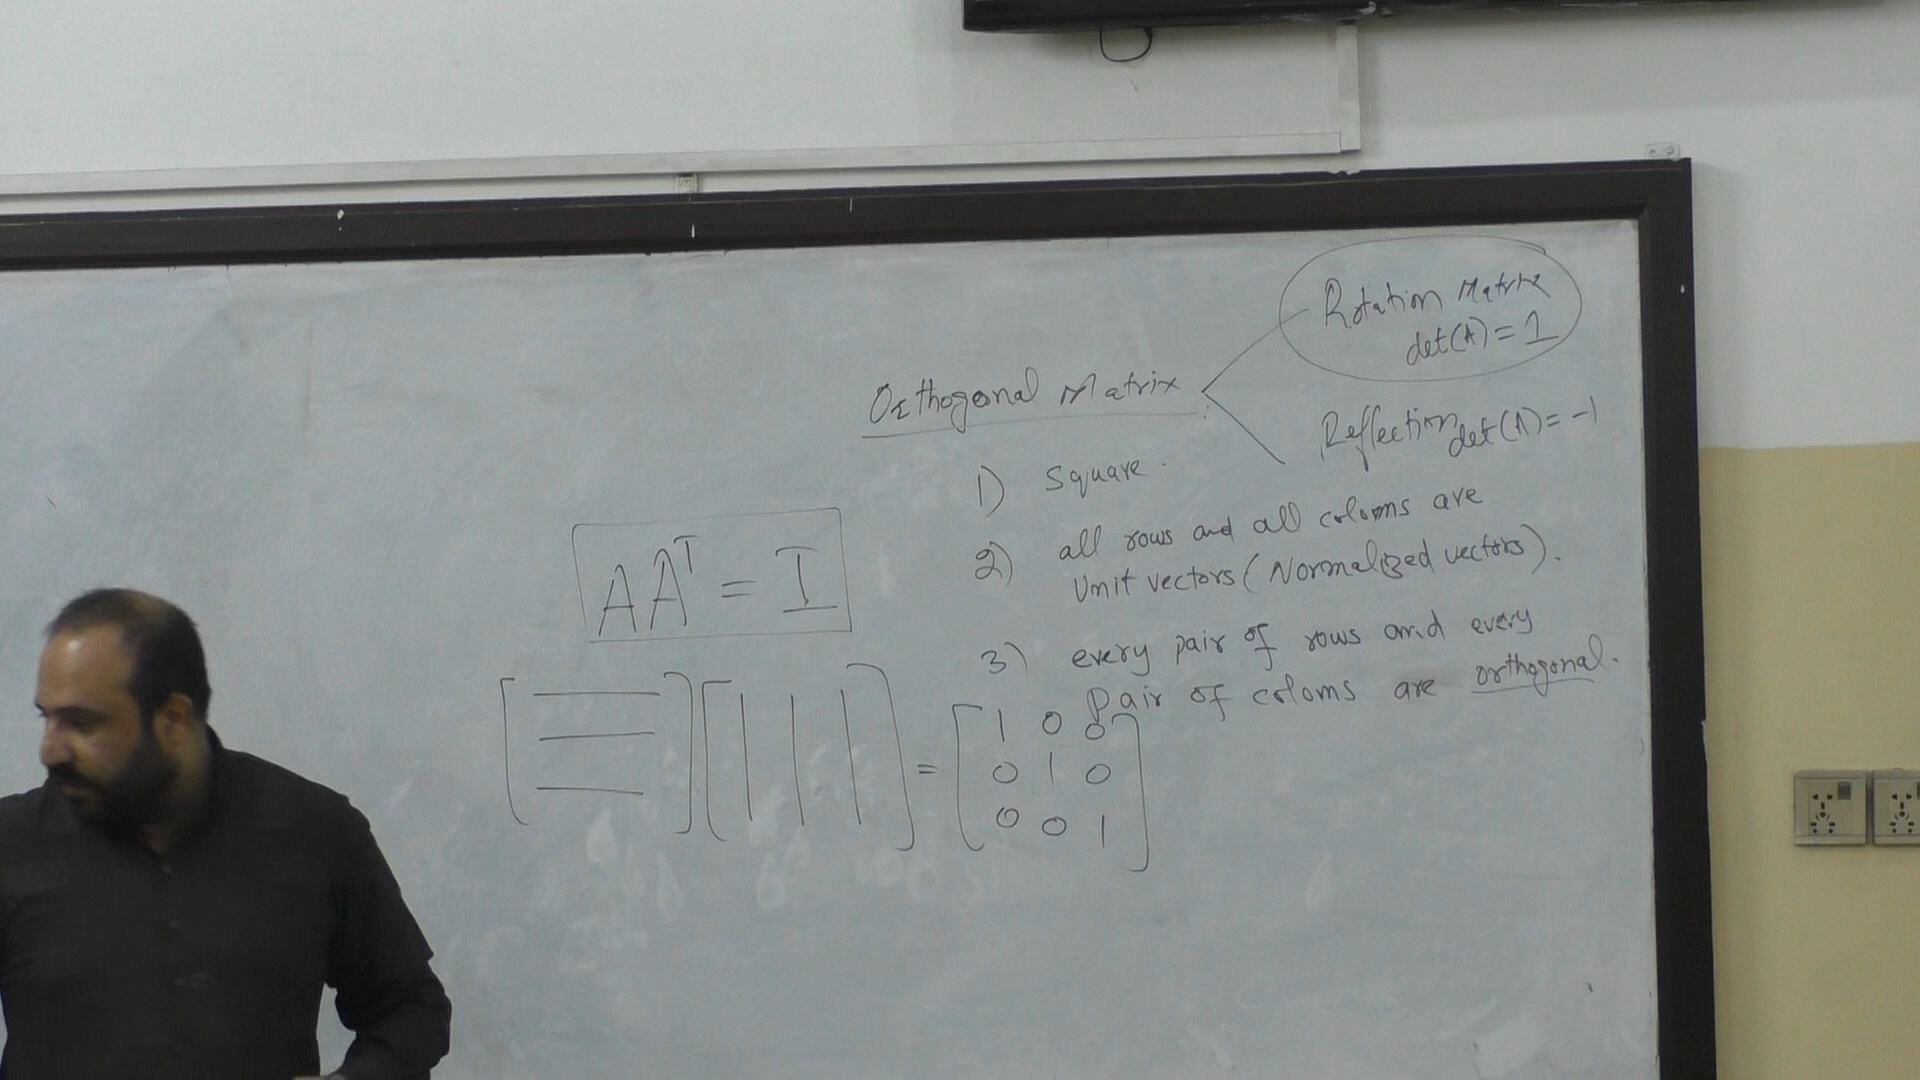 Rotation Matrix
det(A) = 1
Orthogonal Matrix
Reflection det(A) = -1
1) Square.
2) all rows and all coloms are
Unit vectors (Normalized vectors).
3) every pair of rows and every
Pair of coloms are orthogonal.
AAᵀ = I
= [1 0 0
0 1 0
0 0 1]